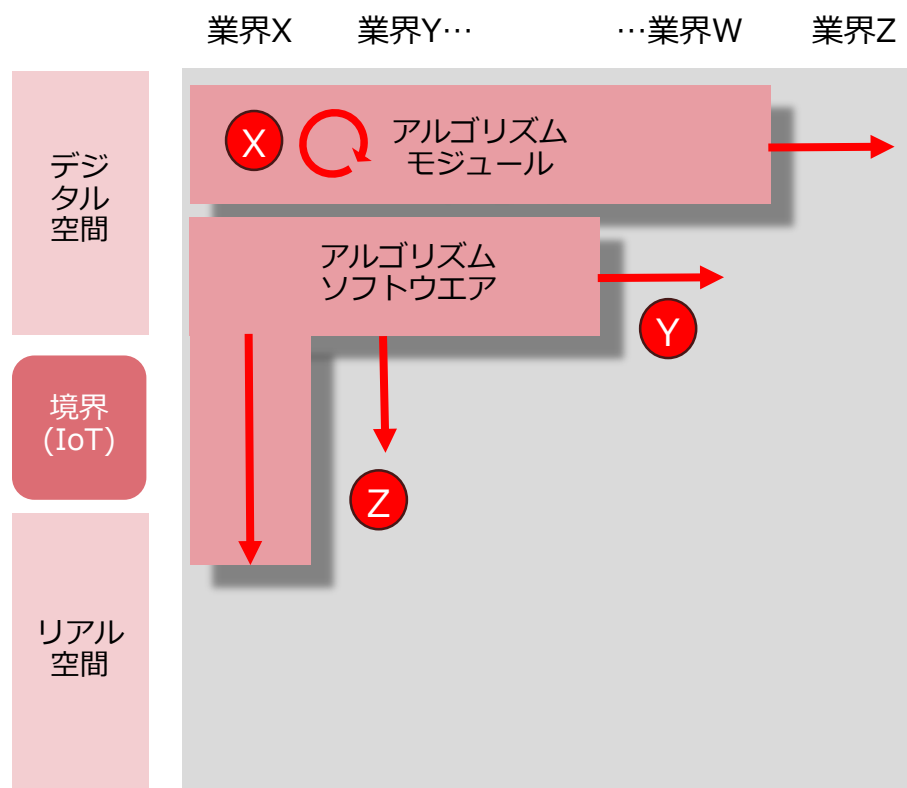 業界X 業界Y… …業界W 業界Z
デジ
タル
空間
X
アルゴリズム
モジュール
アルゴリズム
ソフトウエア
Y
境界
(IoT)
Z
リアル
空間